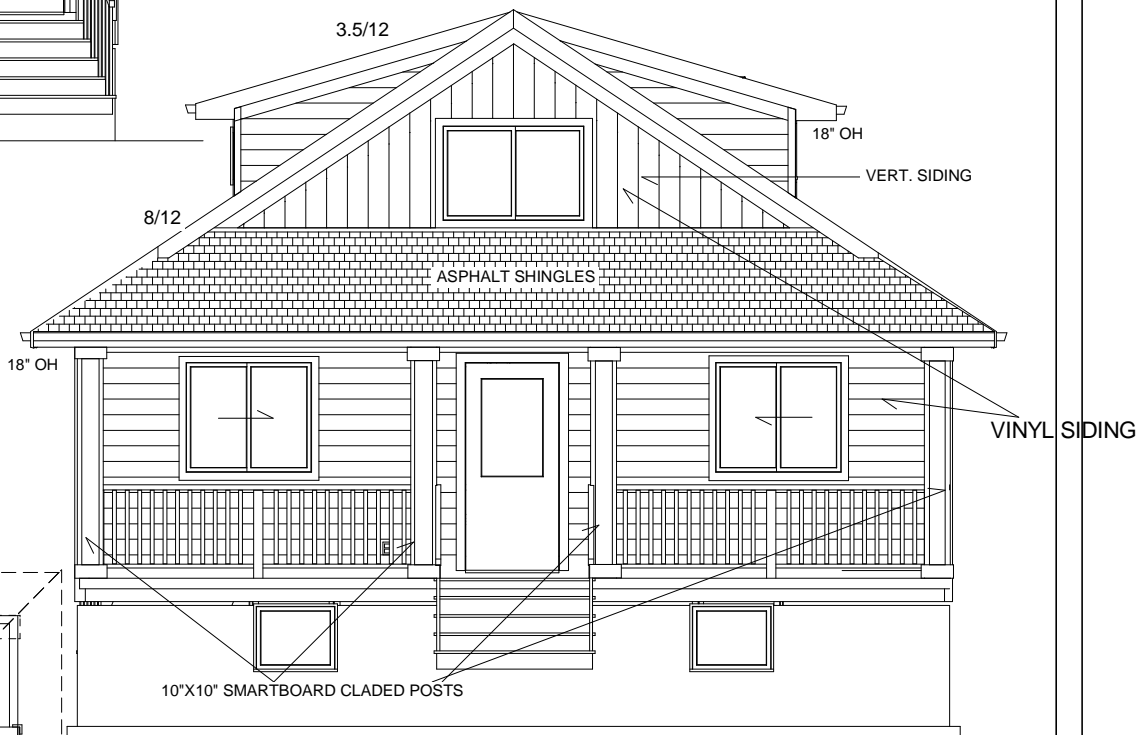 3.5/12
18" OH
VERT. SIDING
8/12
ASPHALT SHINGLES
18" OH
VINYL SIDING
10"X10" SMARTBOARD CLADED POSTS